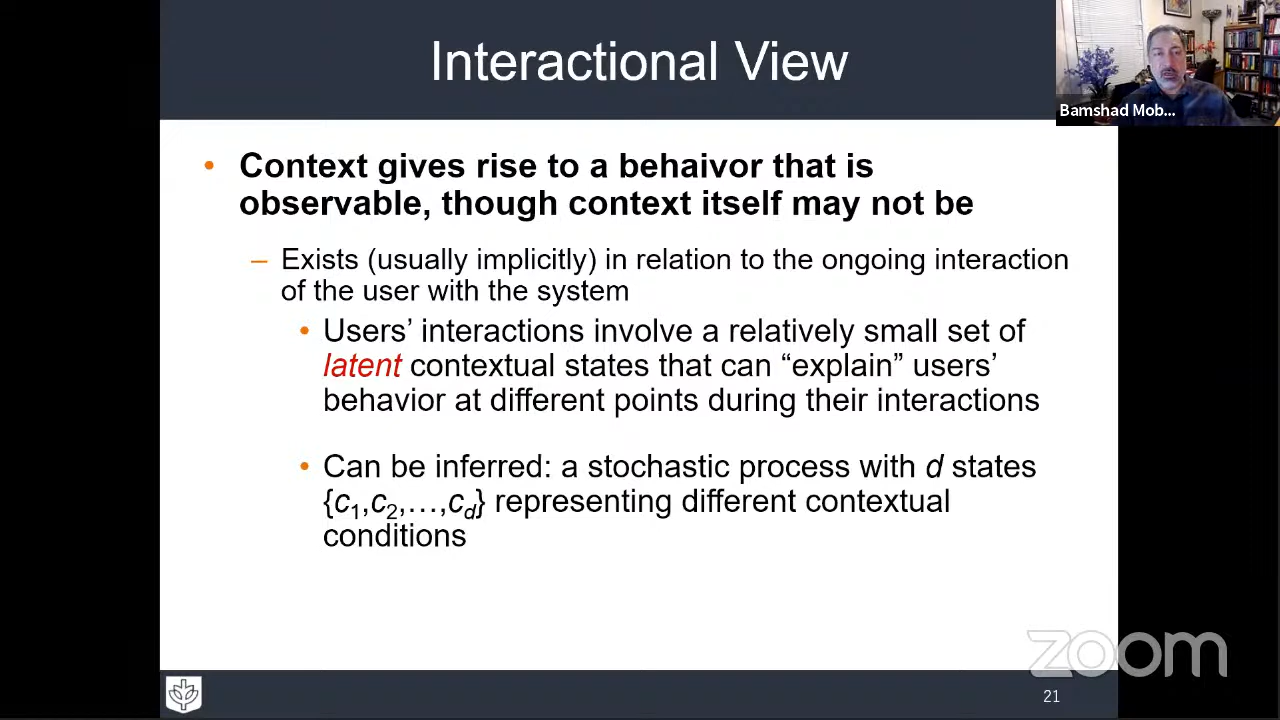 Interactional View
Bamshad Mob...
• Context gives rise to a behaivor that is
observable, though context itself may not be
– Exists (usually implicitly) in relation to the ongoing interaction
of the user with the system
• Users’ interactions involve a relatively small set of
latent contextual states that can “explain” users’
behavior at different points during their interactions
• Can be inferred: a stochastic process with d states
{c1,c2,…,cd} representing different contextual
conditions
zoom
21